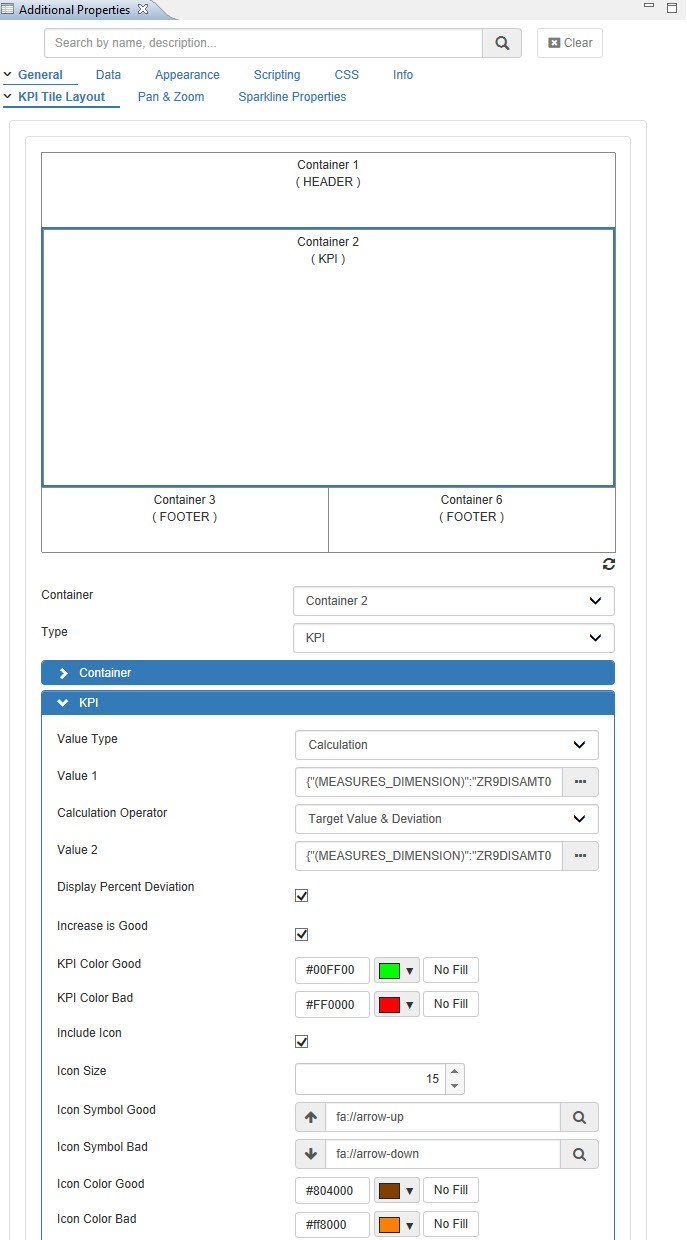 Additional Properties
Search by name, description...
Clear
General Data Appearance Scripting CSS Info
KPI Tile Layout Pan & Zoom Sparkline Properties
Container 1
( HEADER )
Container 2
( KPI )
Container 3 Container 6
( FOOTER ) ( FOOTER )
Container Container 2
Type KPI
Container
KPI
Value Type Calculation
Value 1 {"(MEASURES_DIMENSION)":"ZR9DISAMT0 ...
Calculation Operator Target Value & Deviation
Value 2 {"(MEASURES_DIMENSION)":"ZR9DISAMT0 ...
Display Percent Deviation
Increase is Good
KPI Color Good #00FF00 No Fill
KPI Color Bad #FF0000 No Fill
Include Icon
Icon Size 15
Icon Symbol Good fa://arrow-up
Icon Symbol Bad fa://arrow-down
Icon Color Good #804000 No Fill
Icon Color Bad #ff8000 No Fill